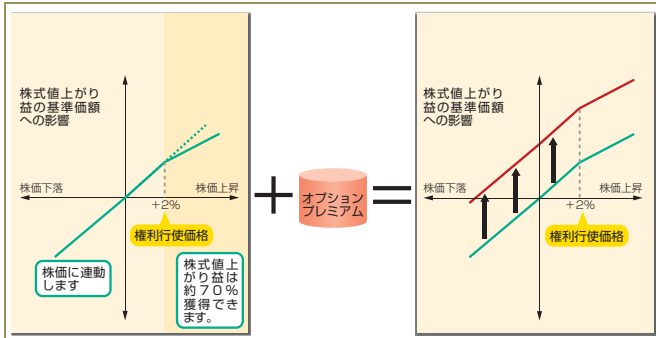 株式値上がり
益の基準価額
への影響
株価下落
株価上昇
+2%
権利行使価格
株価に連動
します
株式値上
がり益は
約70%
獲得でき
ます。
+
オプション
プレミアム
=
株式値上がり
益の基準価額
への影響
株価下落
株価上昇
+2%
権利行使価格